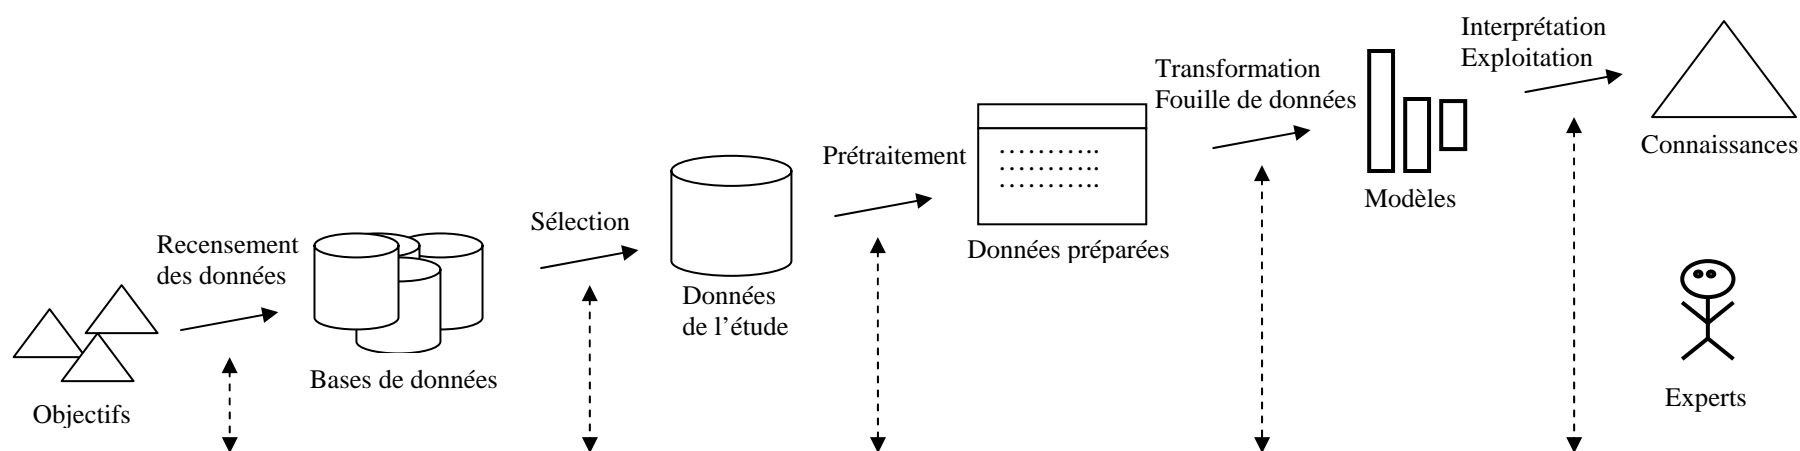 Objectifs
Recensement
des données
Bases de données
Sélection
Données
de l’étude
Prétraitement
Données préparées
Transformation
Fouille de données
Modèles
Interprétation
Exploitation
Connaissances
Experts